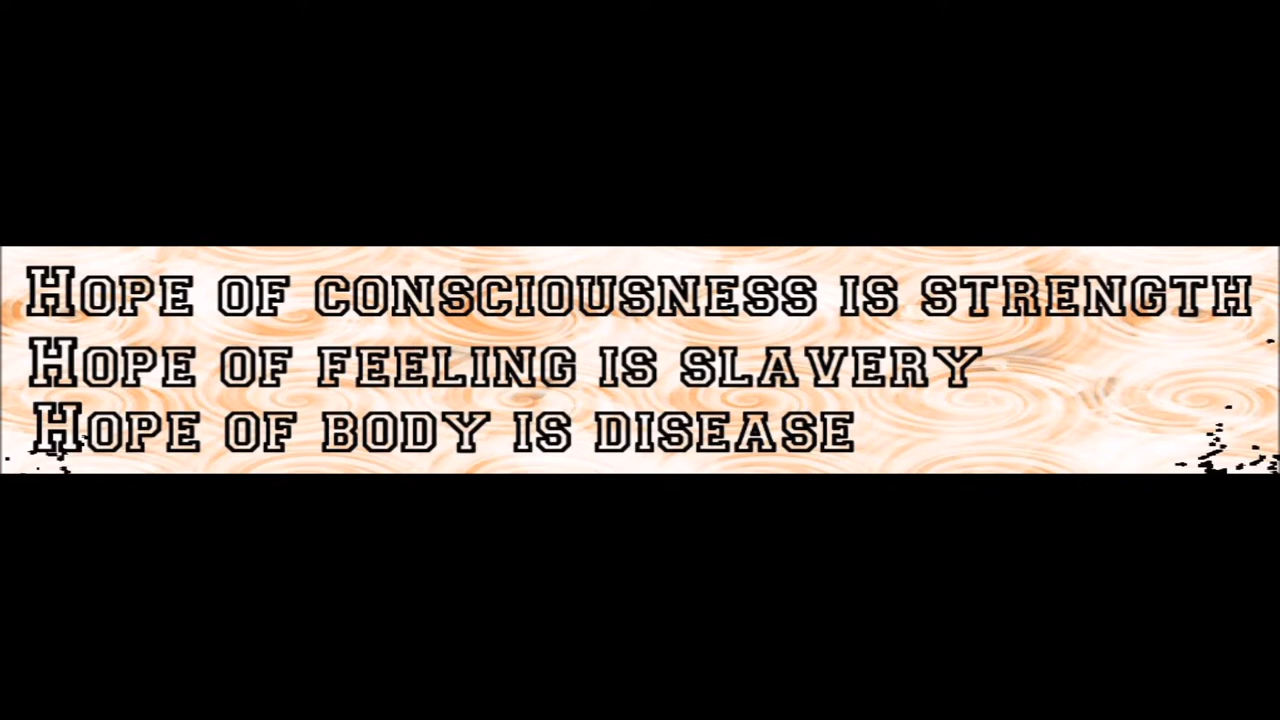 Hope of consciousness is strength
Hope of feeling is slavery
Hope of body is disease